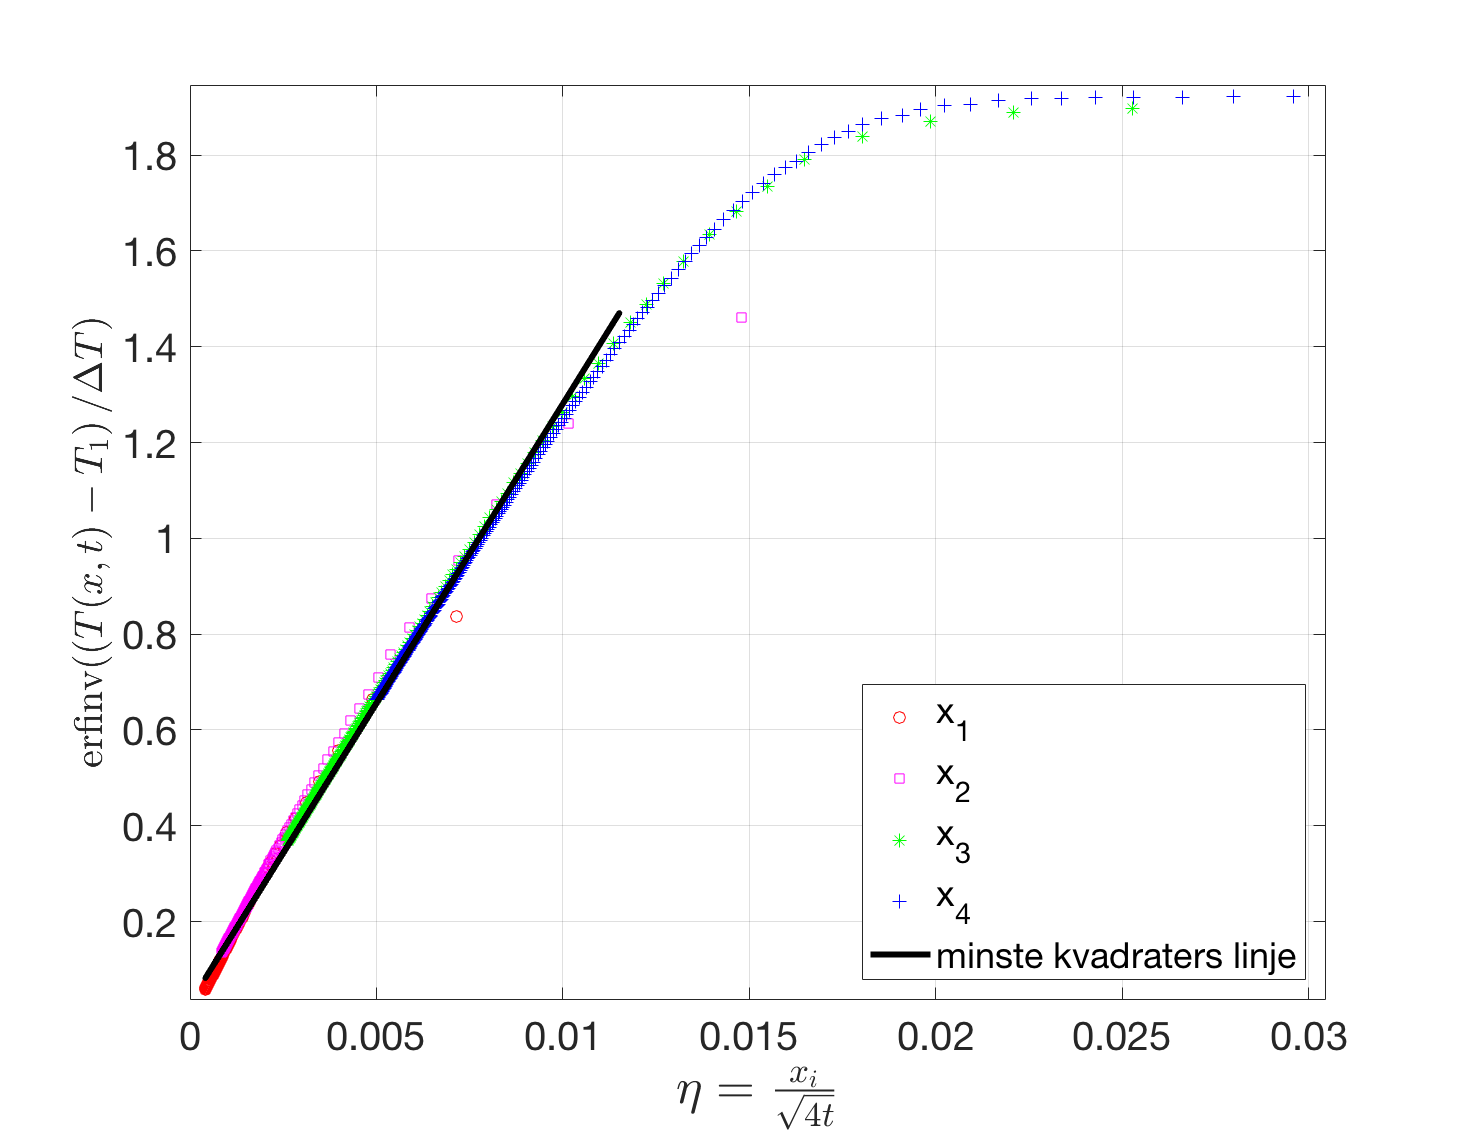 1.8
1.6
1.4
1.2
1
0.8
0.6
0.4
0.2
erfinv((T(x, t) − T₁) /ΔT)
x₁
x₂
x₃
x₄
minste kvadraters linje
0 0.005 0.01 0.015 0.02 0.025 0.03
η = xᵢ/√4t